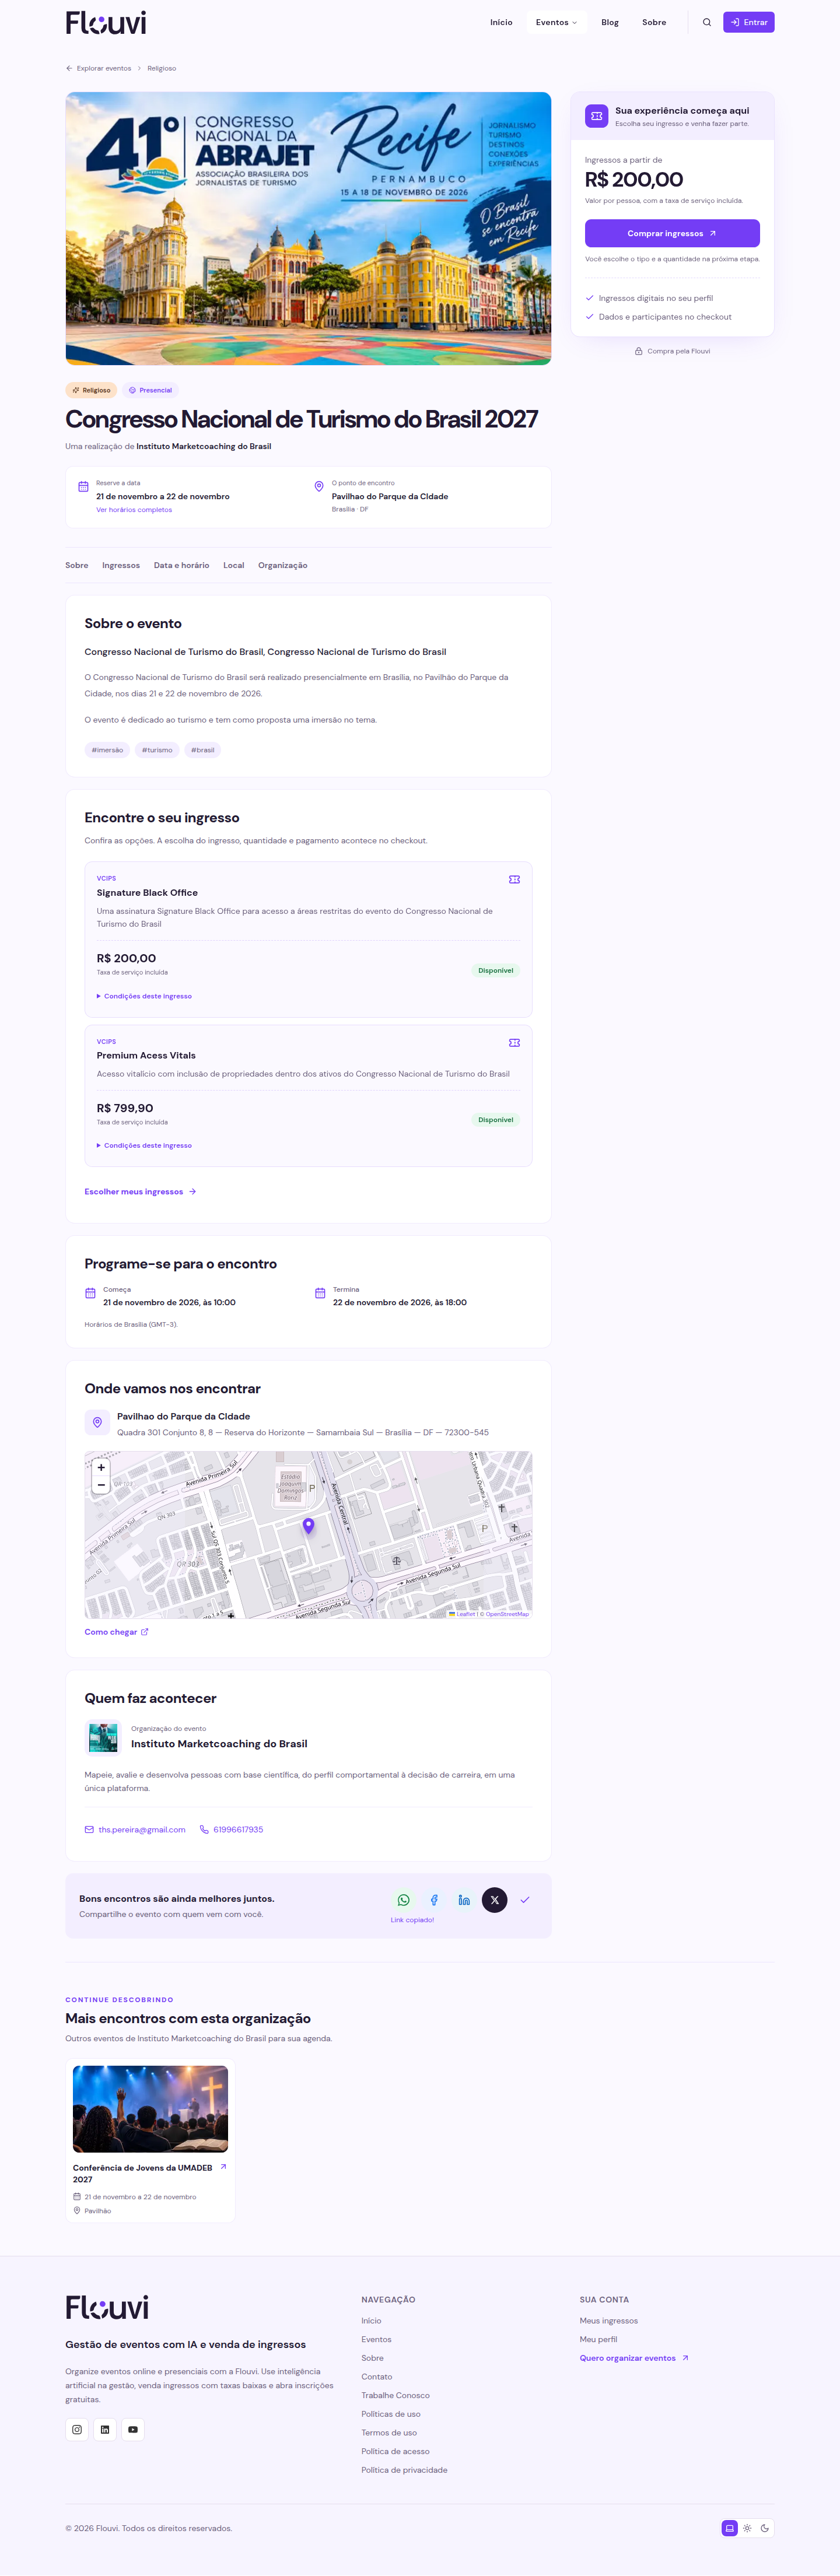 Flouvi
Início
Eventos
Blog
Sobre
Entrar
Explorar eventos
Religioso
41º CONGRESSO
NACIONAL DA
ABRAJET
ASSOCIAÇÃO BRASILEIRA DOS
JORNALISTAS DE TURISMO
Recife
PERNAMBUCO
15 A 18 DE NOVEMBRO DE 2026
JORNALISMO
TURISMO
DESTINOS
CONEXÕES
EXPERIÊNCIAS
O Brasil
se encontra
em Recife
Sua experiência começa aqui
Escolha seu ingresso e venha fazer parte.
Ingressos a partir de
R$ 200,00
Valor por pessoa, com a taxa de serviço incluída.
Comprar ingressos
Você escolhe o tipo e a quantidade na próxima etapa.
Ingressos digitais no seu perfil
Dados e participantes no checkout
Compra pela Flouvi
Religioso
Presencial
Congresso Nacional de Turismo do Brasil 2027
Uma realização de Instituto Marketcoaching do Brasil
Reserve a data
21 de novembro a 22 de novembro
Ver horários completos
O ponto de encontro
Pavilhao do Parque da CIdade
Brasília · DF
Sobre
Ingressos
Data e horário
Local
Organização
Sobre o evento
Congresso Nacional de Turismo do Brasil, Congresso Nacional de Turismo do Brasil
O Congresso Nacional de Turismo do Brasil será realizado presencialmente em Brasília, no Pavilhão do Parque da
Cidade, nos dias 21 e 22 de novembro de 2026.
O evento é dedicado ao turismo e tem como proposta uma imersão no tema.
#imersão
#turismo
#brasil
Encontre o seu ingresso
Confira as opções. A escolha do ingresso, quantidade e pagamento acontece no checkout.
VCIPS
Signature Black Office
Uma assinatura Signature Black Office para acesso a áreas restritas do evento do Congresso Nacional de
Turismo do Brasil
R$ 200,00
Taxa de serviço incluída
Disponível
Condições deste ingresso
VCIPS
Premium Acess Vitals
Acesso vitalício com inclusão de propriedades dentro dos ativos do Congresso Nacional de Turismo do Brasil
R$ 799,90
Taxa de serviço incluída
Disponível
Condições deste ingresso
Escolher meus ingressos
Programe-se para o encontro
Começa
21 de novembro de 2026, às 10:00
Termina
22 de novembro de 2026, às 18:00
Horários de Brasília (GMT-3).
Onde vamos nos encontrar
Pavilhao do Parque da CIdade
Quadra 301 Conjunto 8, 8 — Reserva do Horizonte — Samambaia Sul — Brasília — DF — 72300-545
+
−
QN 303
Avenida Primeira Sul
QR 303
Estádio
Joaquim
Domingos
Roriz
P
Avenida Central
P
Avenida
Avenida Segunda Sul
Avenida Segunda Sul
Leaflet | © OpenStreetMap
Como chegar
Quem faz acontecer
Organização do evento
Instituto Marketcoaching do Brasil
Mapeie, avalie e desenvolva pessoas com base científica, do perfil comportamental à decisão de carreira, em uma
única plataforma.
ths.pereira@gmail.com
61996617935
Bons encontros são ainda melhores juntos.
Compartilhe o evento com quem vem com você.
Link copiado!
CONTINUE DESCOBRINDO
Mais encontros com esta organização
Outros eventos de Instituto Marketcoaching do Brasil para sua agenda.
Conferência de Jovens da UMADEB
2027
21 de novembro a 22 de novembro
Pavilhão
Flouvi
Gestão de eventos com IA e venda de ingressos
Organize eventos online e presenciais com a Flouvi. Use inteligência
artificial na gestão, venda ingressos com taxas baixas e abra inscrições
gratuitas.
NAVEGAÇÃO
Início
Eventos
Sobre
Contato
Trabalhe Conosco
Políticas de uso
Termos de uso
Política de acesso
Política de privacidade
SUA CONTA
Meus ingressos
Meu perfil
Quero organizar eventos
© 2026 Flouvi. Todos os direitos reservados.